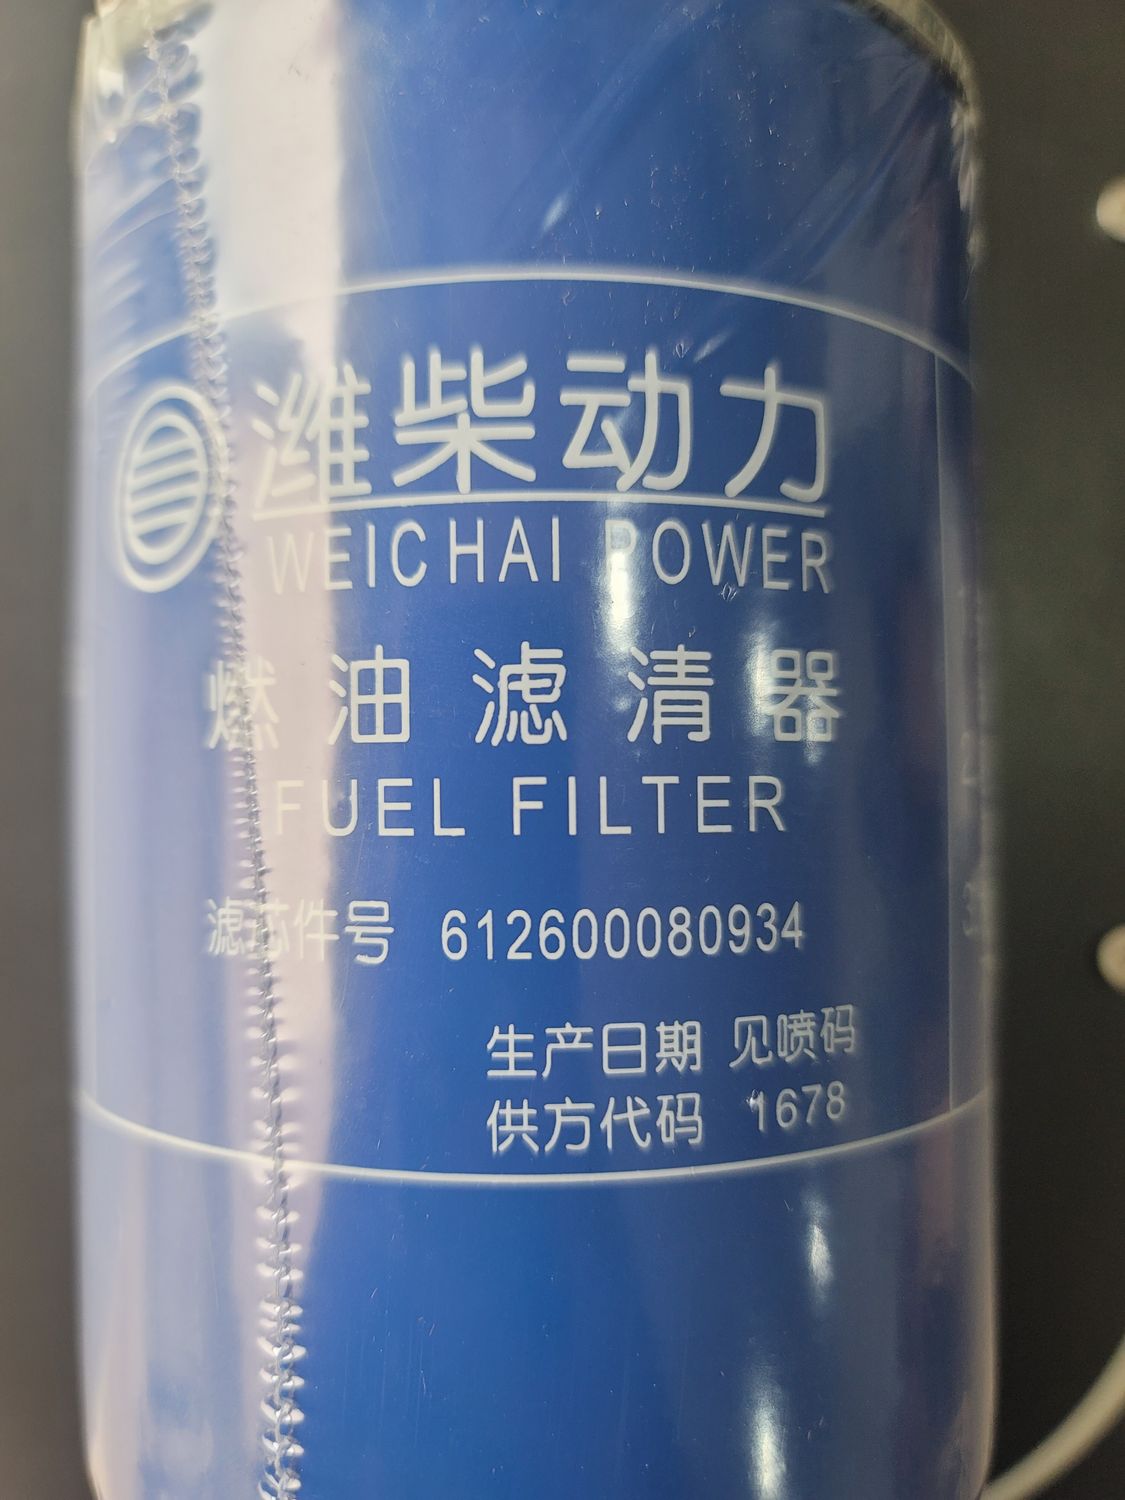 潍柴动力
WEICHAI POWER
燃油滤清器
FUEL FILTER
滤芯件号 612600080934
生产日期 见喷码
供方代码 1678